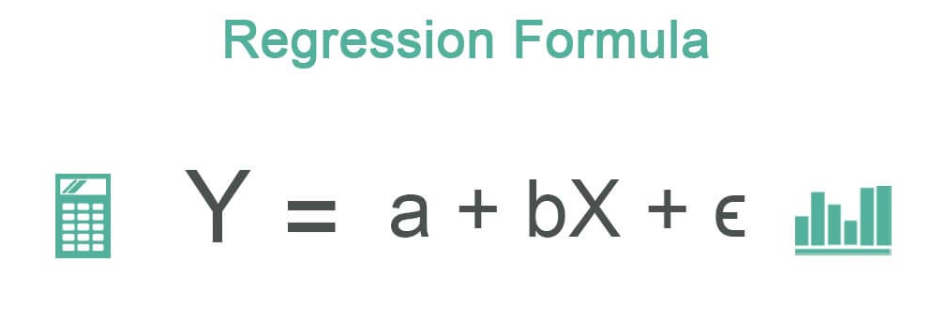 Regression Formula
Y = a + bX + ϵ